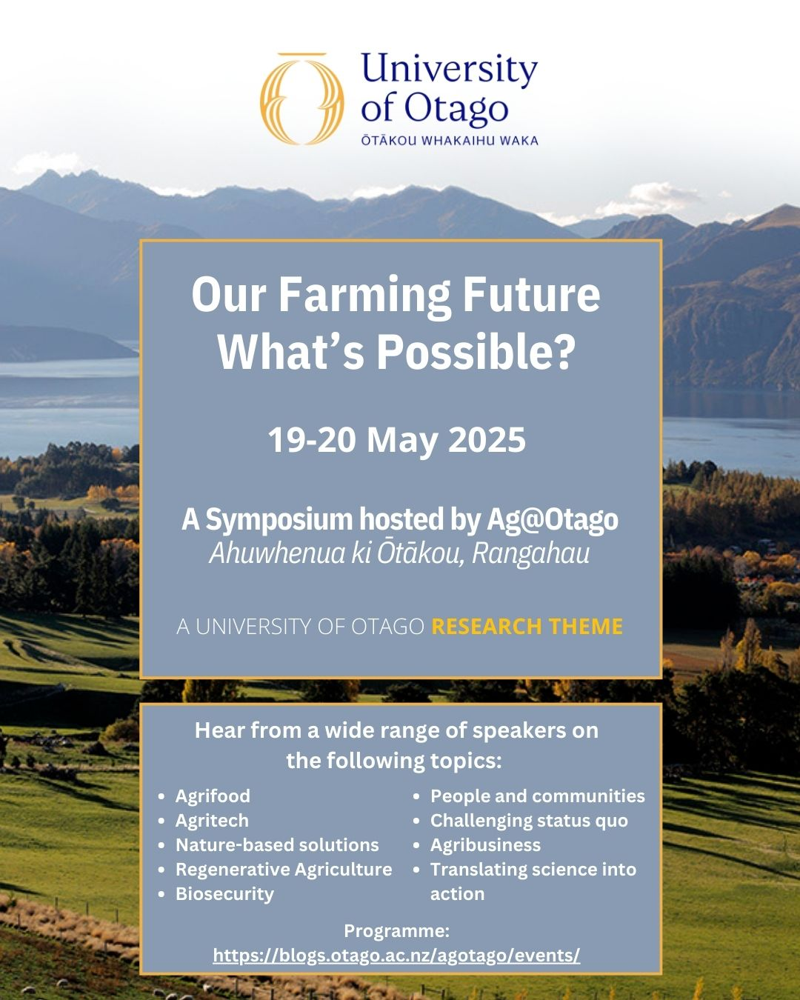 University
of Otago
ŌTĀKOU WHAKAIHU WAKA
Our Farming Future
What’s Possible?
19-20 May 2025
A Symposium hosted by Ag@Otago
Ahuwhenua ki Ōtākou, Rangahau
A UNIVERSITY OF OTAGO RESEARCH THEME
Hear from a wide range of speakers on
the following topics:
• Agrifood
• Agritech
• Nature-based solutions
• Regenerative Agriculture
• Biosecurity
• People and communities
• Challenging status quo
• Agribusiness
• Translating science into
action
Programme:
https://blogs.otago.ac.nz/agotago/events/